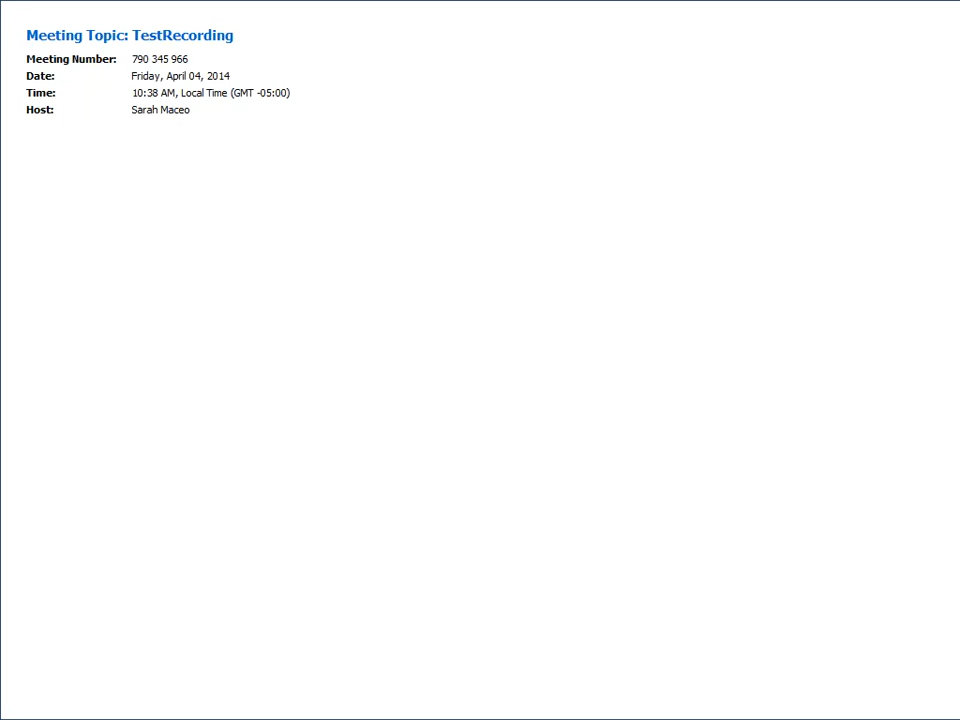 Meeting Topic: TestRecording
Meeting Number: 790 345 966
Date: Friday, April 04, 2014
Time: 10:38 AM, Local Time (GMT -05:00)
Host: Sarah Maceo